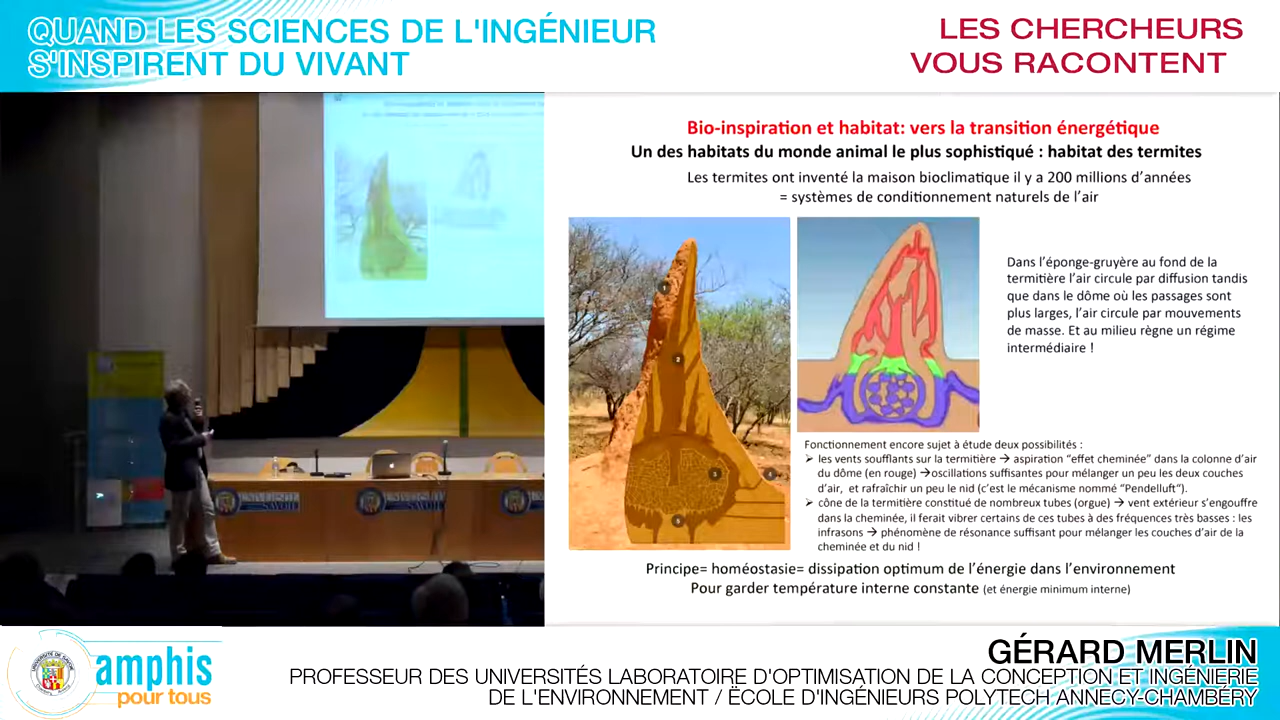 QUAND LES SCIENCES DE L'INGÉNIEUR
S'INSPIRENT DU VIVANT
LES CHERCHEURS
VOUS RACONTENT
Bio-inspiration et habitat: vers la transition énergétique
Un des habitats du monde animal le plus sophistiqué : habitat des termites
Les termites ont inventé la maison bioclimatique il y a 200 millions d'années
= systèmes de conditionnement naturels de l'air
1
2
3
4
5
Dans l'éponge-gruyère au fond de la
termitière l'air circule par diffusion tandis
que dans le dôme où les passages sont
plus larges, l'air circule par mouvements
de masse. Et au milieu règne un régime
intermédiaire !
Fonctionnement encore sujet à étude deux possibilités :
➢ les vents soufflants sur la termitière → aspiration "effet cheminée" dans la colonne d'air
du dôme (en rouge) →oscillations suffisantes pour mélanger un peu les deux couches
d'air, et rafraîchir un peu le nid (c'est le mécanisme nommé "Pendelluft").
➢ cône de la termitière constitué de nombreux tubes (orgue) → vent extérieur s'engouffre
dans la cheminée, il ferait vibrer certains de ces tubes à des fréquences très basses : les
infrasons → phénomène de résonance suffisant pour mélanger les couches d'air de la
cheminée et du nid !
Principe= homéostasie= dissipation optimum de l'énergie dans l'environnement
Pour garder température interne constante (et énergie minimum interne)
UNIVERSITÉ
DE SAVOIE
UNIVERSITÉ
DE SAVOIE
amphis
pour tous
GÉRARD MERLIN
PROFESSEUR DES UNIVERSITÉS LABORATOIRE D'OPTIMISATION DE LA CONCEPTION ET INGÉNIERIE
DE L'ENVIRONNEMENT / ÉCOLE D'INGÉNIEURS POLYTECH ANNECY-CHAMBÉRY